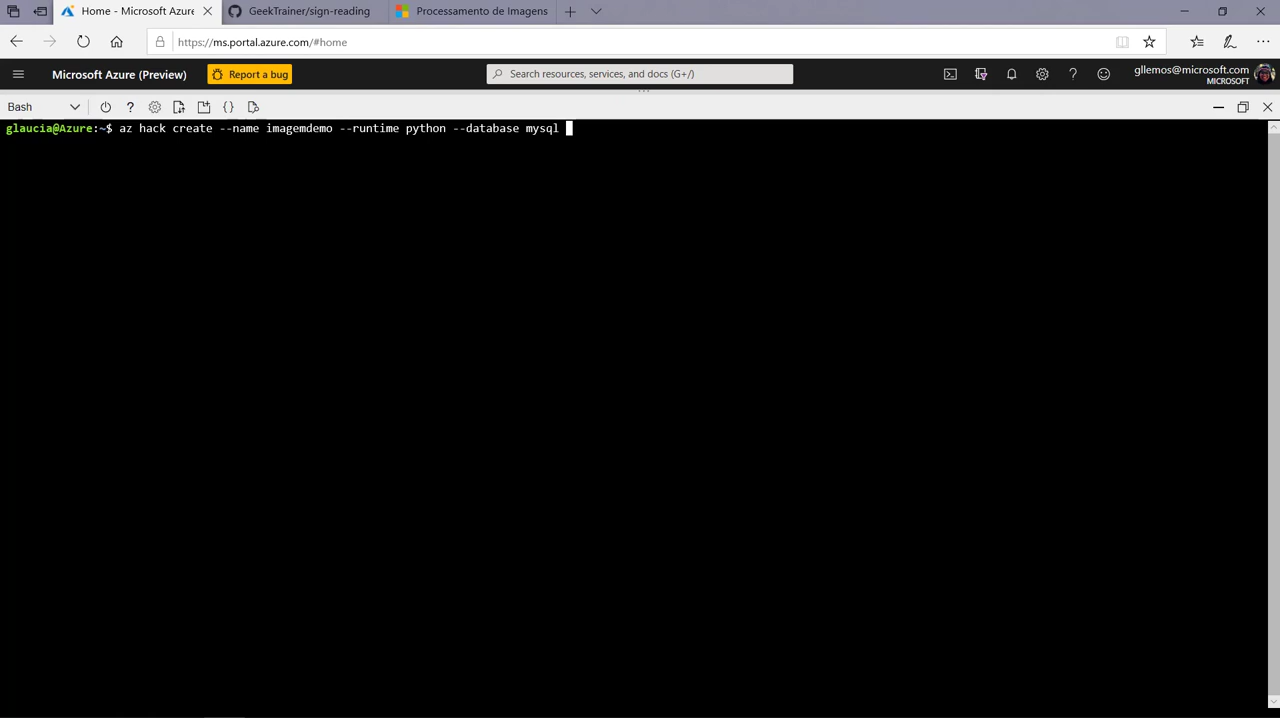 Home - Microsoft Azure
GeekTrainer/sign-reading
Processamento de Imagens
https://ms.portal.azure.com/#home
Microsoft Azure (Preview)
Report a bug
Search resources, services, and docs (G+/)
gllemos@microsoft.com
MICROSOFT
Bash
glaucia@Azure:~$ az hack create --name imagemdemo --runtime python --database mysql